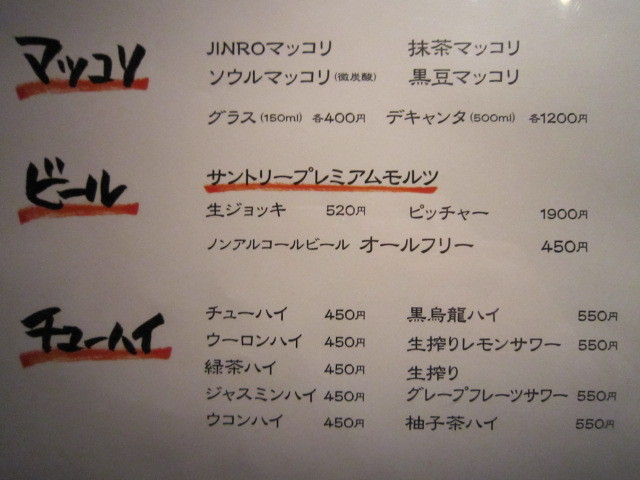 マッコリ
JINROマッコリ 抹茶マッコリ
ソウルマッコリ(微炭酸) 黒豆マッコリ
グラス(150ml) 各400円 デキャンタ(500ml) 各1200円
ビール
サントリープレミアムモルツ
生ジョッキ 520円 ピッチャー 1900円
ノンアルコールビール オールフリー 450円
チューハイ
チューハイ 450円 黒烏龍ハイ 550円
ウーロンハイ 450円 生搾りレモンサワー 550円
緑茶ハイ 450円 生搾り
ジャスミンハイ 450円 グレープフレーツサワー 550円
ウコンハイ 450円 柚子茶ハイ 550円